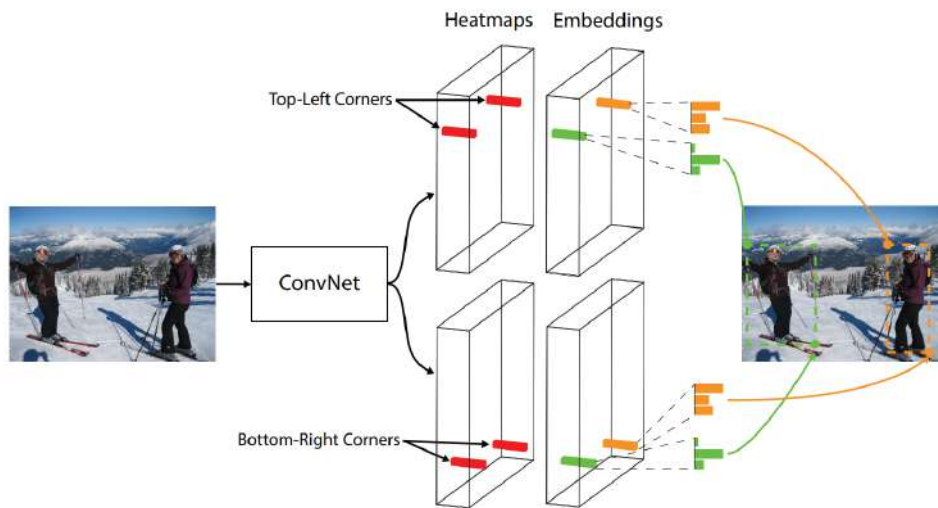 Heatmaps Embeddings
Top-Left Corners
ConvNet
Bottom-Right Corners